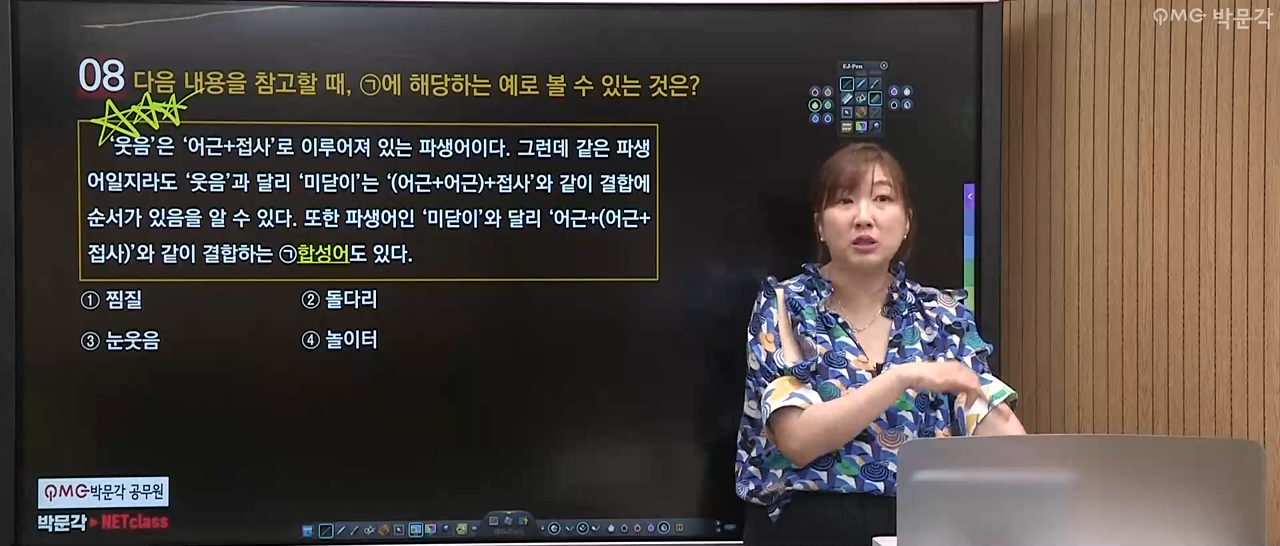 PMG 박문각
08 다음 내용을 참고할 때, ㉠에 해당하는 예로 볼 수 있는 것은?
EJ-Pen
‘웃음’은 ‘어근+접사’로 이루어져 있는 파생어이다. 그런데 같은 파생
어일지라도 ‘웃음’과 달리 ‘미닫이’는 ‘(어근+어근)+접사’와 같이 결합에
순서가 있음을 알 수 있다. 또한 파생어인 ‘미닫이’와 달리 ‘어근+(어근+
접사)’와 같이 결합하는 ㉠합성어도 있다.
① 찜질
② 돌다리
③ 눈웃음
④ 놀이터
PMG 박문각 공무원
박문각 NETclass